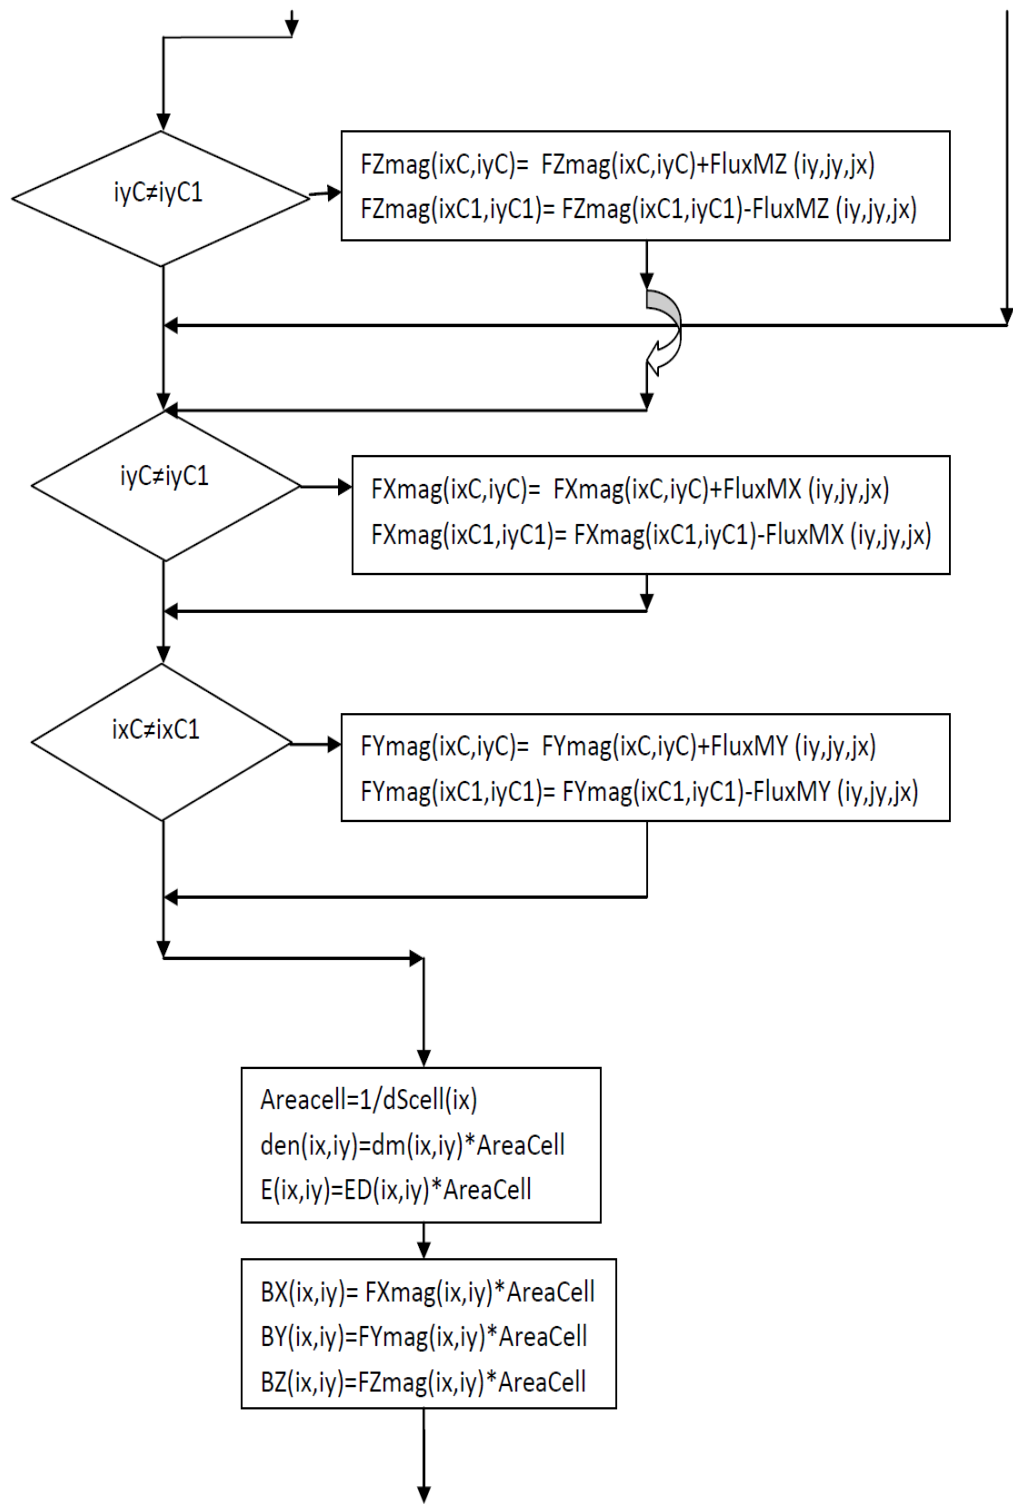 iyC≠iyC1
FZmag(ixC,iyC)= FZmag(ixC,iyC)+FluxMZ (iy,jy,jx)
FZmag(ixC1,iyC1)= FZmag(ixC1,iyC1)-FluxMZ (iy,jy,jx)
iyC≠iyC1
FXmag(ixC,iyC)= FXmag(ixC,iyC)+FluxMX (iy,jy,jx)
FXmag(ixC1,iyC1)= FXmag(ixC1,iyC1)-FluxMX (iy,jy,jx)
ixC≠ixC1
FYmag(ixC,iyC)= FYmag(ixC,iyC)+FluxMY (iy,jy,jx)
FYmag(ixC1,iyC1)= FYmag(ixC1,iyC1)-FluxMY (iy,jy,jx)
Areacell=1/dScell(ix)
den(ix,iy)=dm(ix,iy)*AreaCell
E(ix,iy)=ED(ix,iy)*AreaCell
BX(ix,iy)= FXmag(ix,iy)*AreaCell
BY(ix,iy)=FYmag(ix,iy)*AreaCell
BZ(ix,iy)=FZmag(ix,iy)*AreaCell